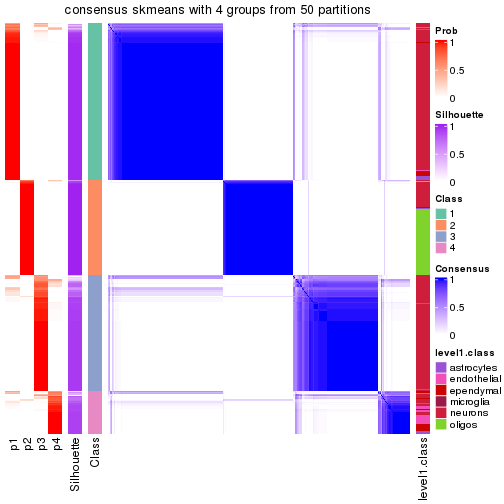 consensus skmeans with 4 groups from 50 partitions
Prob
1
0.5
0
Silhouette
1
0.5
0
Class
1
2
3
4
Consensus
1
0.5
0
level1.class
astrocytes
endothelial
ependymal
microglia
neurons
oligos
p1
p2
p3
p4
Silhouette
Class
level1.class